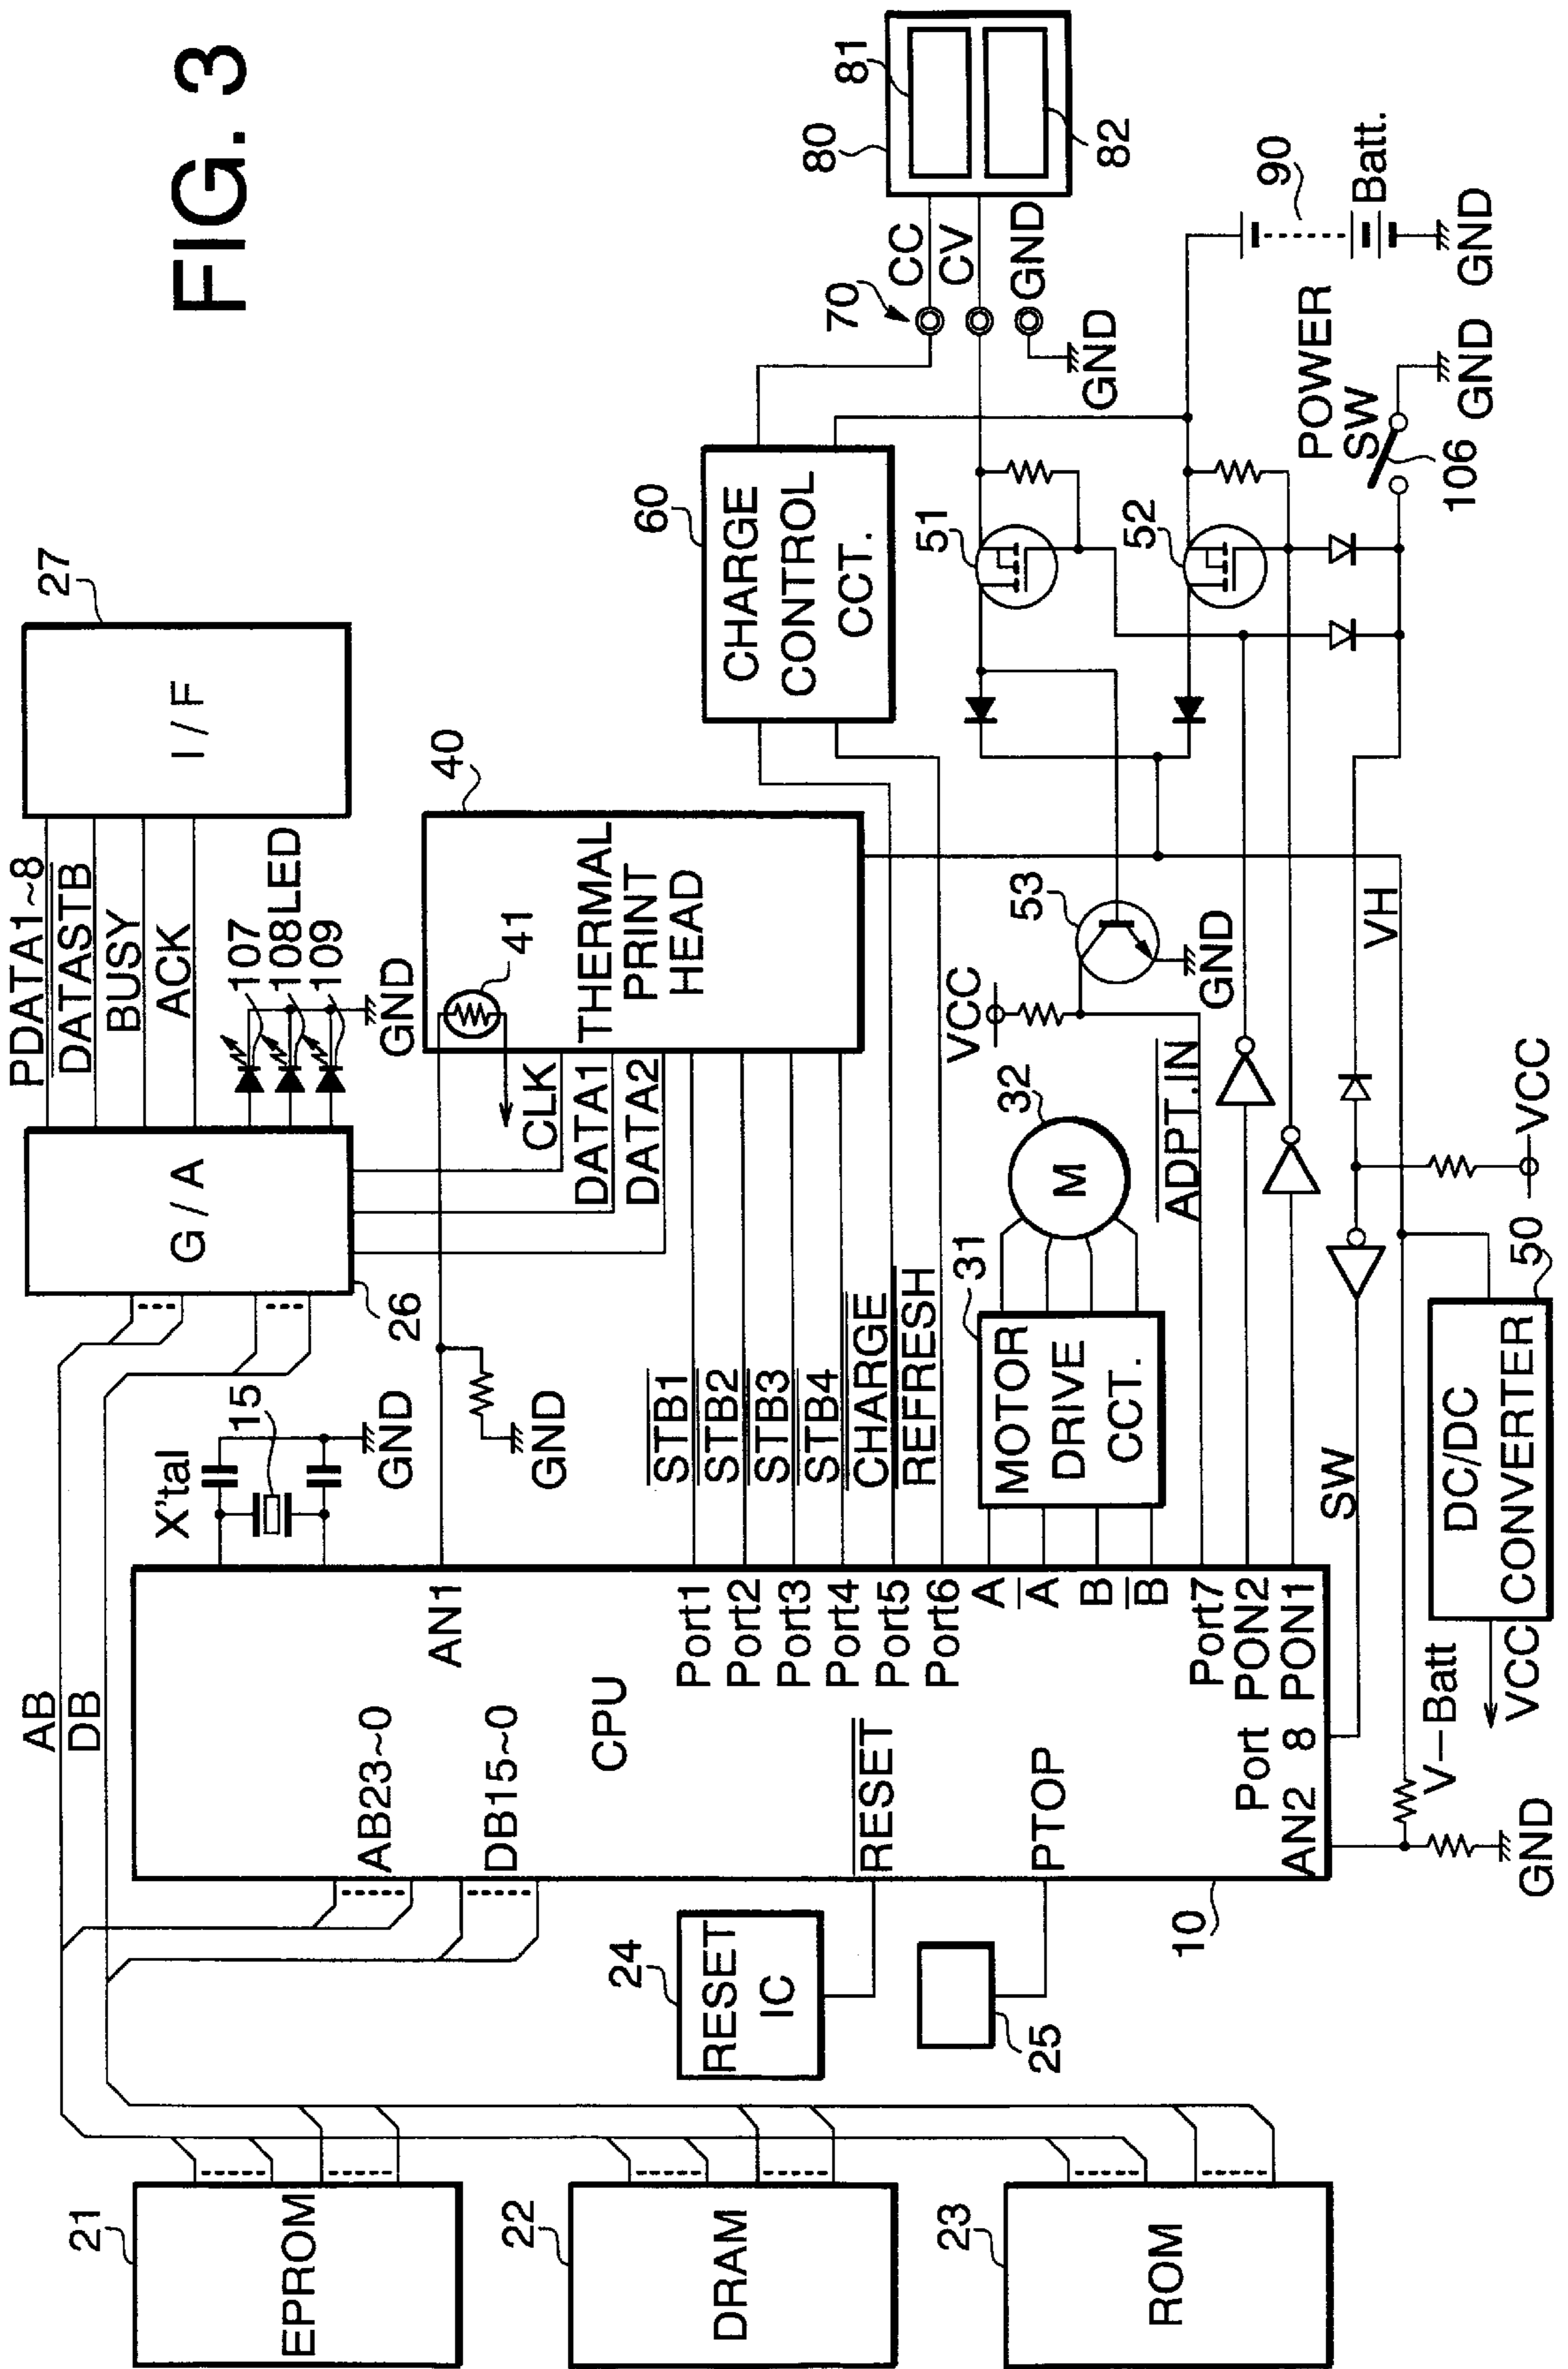 FIG. 3
21
EPROM
22
DRAM
23
ROM
AB
DB
24
RESET
IC
25
10
CPU
AB23~0
DB15~0
RESET
PTOP
AN1
Port1
Port2
Port3
Port4
Port5
Port6
A
A
B
B
Port7
PON2
PON1
Port 8
AN2
X'tal
15
GND
GND
STB1
STB2
STB3
STB4
CHARGE
REFRESH
26
G / A
PDATA1~8
DATASTB
BUSY
ACK
107
108
LED
109
GND
27
I / F
CLK
DATA1
DATA2
40
41
THERMAL
PRINT
HEAD
31
MOTOR
DRIVE
CCT.
32
M
ADPT.IN
VCC
53
GND
60
CHARGE
CONTROL
CCT.
51
52
70
CC
CV
GND
GND
80
81
82
90
Batt.
GND
POWER
SW
106
GND
VH
SW
VCC
50
DC/DC
CONVERTER
VCC
V–Batt
GND